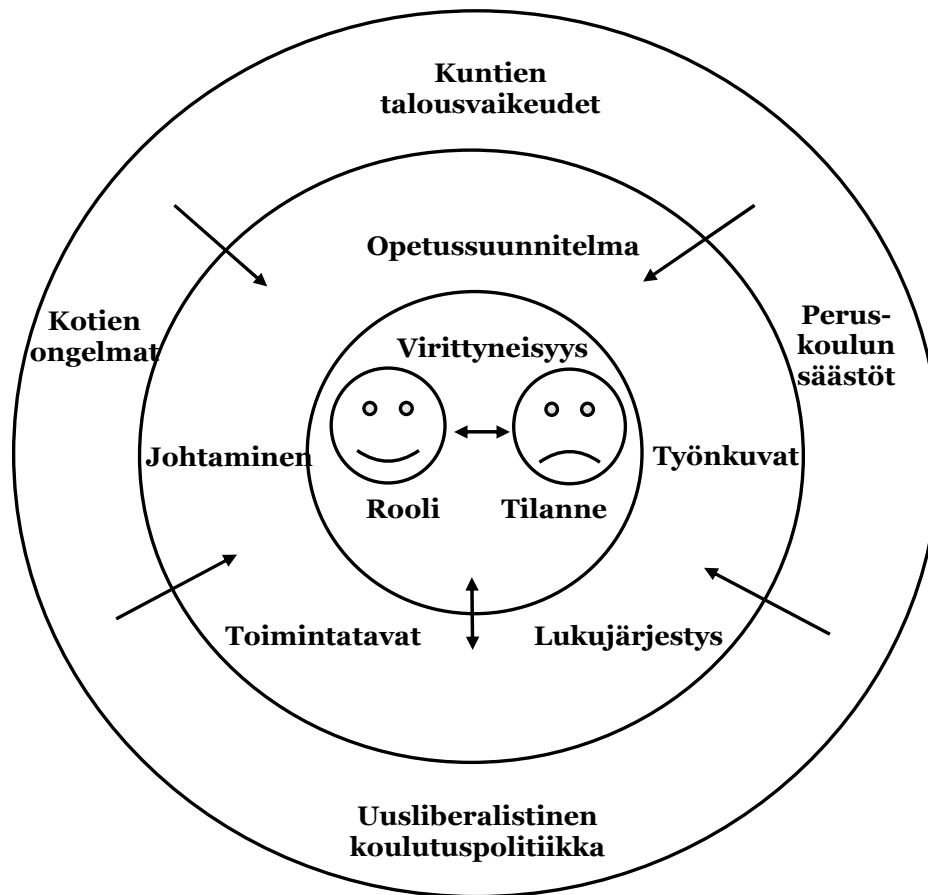 Kuntien
talousvaikeudet
Opetussuunnitelma
Kotien
ongelmat
Perus-
koulun
säästöt
Virittyneisyys
Johtaminen
Työnkuvat
Rooli
Tilanne
Toimintatavat
Lukujärjestys
Uusliberalistinen
koulutuspolitiikka